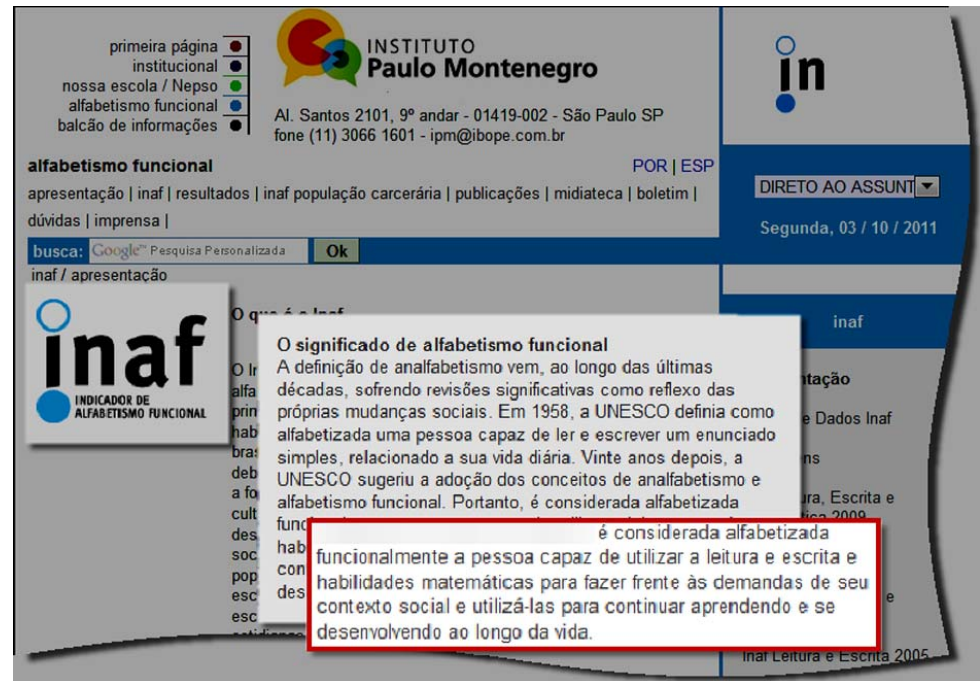 primeira página
institucional
nossa escola / Nepso
alfabetismo funcional
balcão de informações
INSTITUTO
Paulo Montenegro
Al. Santos 2101, 9º andar - 01419-002 - São Paulo SP
fone (11) 3066 1601 - ipm@ibope.com.br
in
alfabetismo funcional
POR | ESP
apresentação | inaf | resultados | inaf população carcerária | publicações | midiateca | boletim |
dúvidas | imprensa |
DIRETO AO ASSUNT
Segunda, 03 / 10 / 2011
busca: Google™ Pesquisa Personalizada Ok
inaf / apresentação
inaf
INDICADOR DE
ALFABETISMO FUNCIONAL
O que é o Inaf
O significado de alfabetismo funcional
A definição de analfabetismo vem, ao longo das últimas
décadas, sofrendo revisões significativas como reflexo das
próprias mudanças sociais. Em 1958, a UNESCO definia como
alfabetizada uma pessoa capaz de ler e escrever um enunciado
simples, relacionado a sua vida diária. Vinte anos depois, a
UNESCO sugeriu a adoção dos conceitos de analfabetismo e
alfabetismo funcional. Portanto, é considerada alfabetizada
é considerada alfabetizada
funcionalmente a pessoa capaz de utilizar a leitura e escrita e
habilidades matemáticas para fazer frente às demandas de seu
contexto social e utilizá-las para continuar aprendendo e se
desenvolvendo ao longo da vida.
inaf
e Dados Inaf
Escrita e
2009
e
Inaf Leitura e Escrita 2005